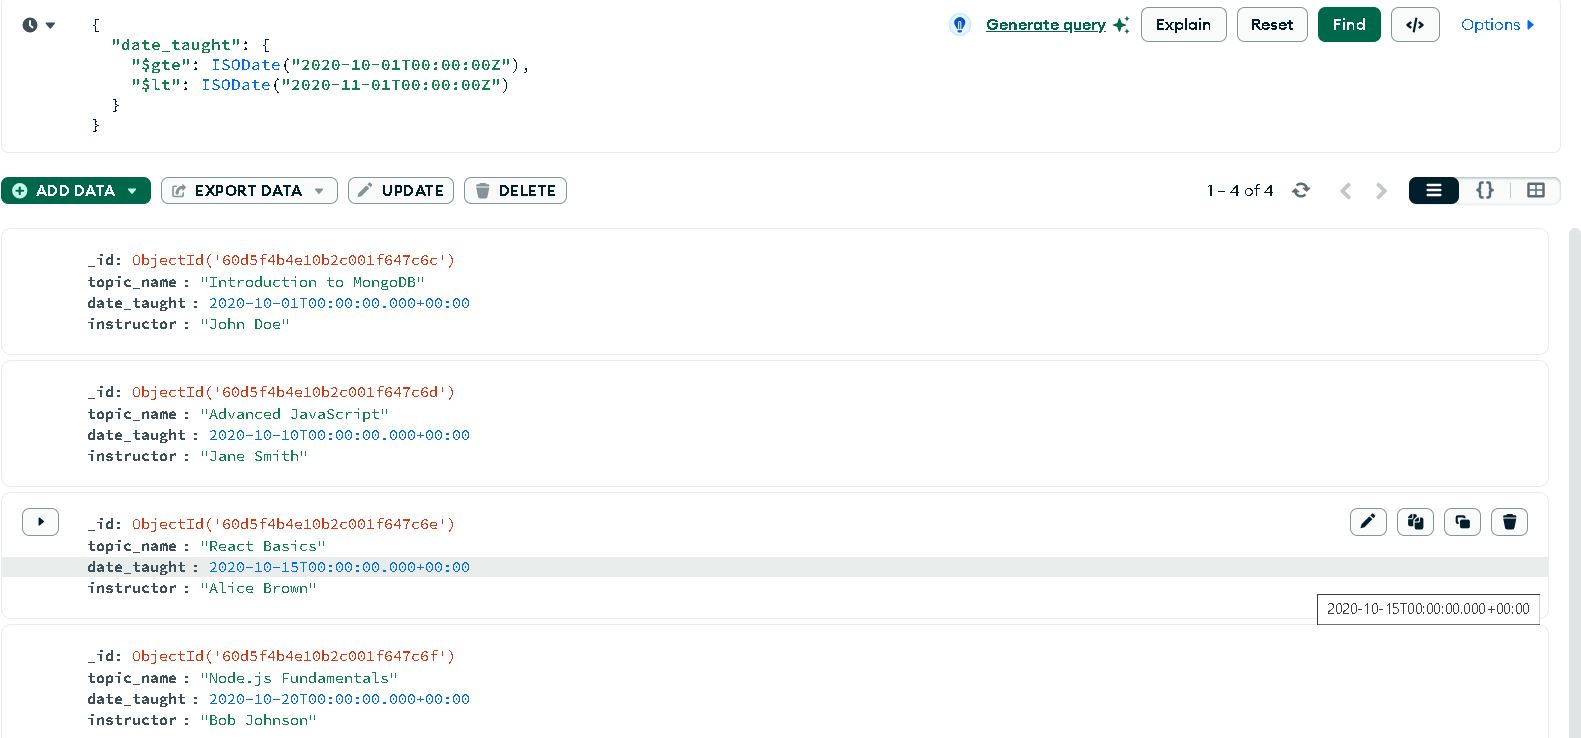 {
"date_taught": {
"$gte": ISODate("2020-10-01T00:00:00Z"),
"$lt": ISODate("2020-11-01T00:00:00Z")
}
}
Generate query Explain Reset Find </> Options
ADD DATA EXPORT DATA UPDATE DELETE 1 – 4 of 4 {}
_id: ObjectId('60d5f4b4e10b2c001f647c6c')
topic_name : "Introduction to MongoDB"
date_taught : 2020-10-01T00:00:00.000+00:00
instructor : "John Doe"
_id: ObjectId('60d5f4b4e10b2c001f647c6d')
topic_name : "Advanced JavaScript"
date_taught : 2020-10-10T00:00:00.000+00:00
instructor : "Jane Smith"
_id: ObjectId('60d5f4b4e10b2c001f647c6e')
topic_name : "React Basics"
date_taught : 2020-10-15T00:00:00.000+00:00
instructor : "Alice Brown"
2020-10-15T00:00:00.000+00:00
_id: ObjectId('60d5f4b4e10b2c001f647c6f')
topic_name : "Node.js Fundamentals"
date_taught : 2020-10-20T00:00:00.000+00:00
instructor : "Bob Johnson"